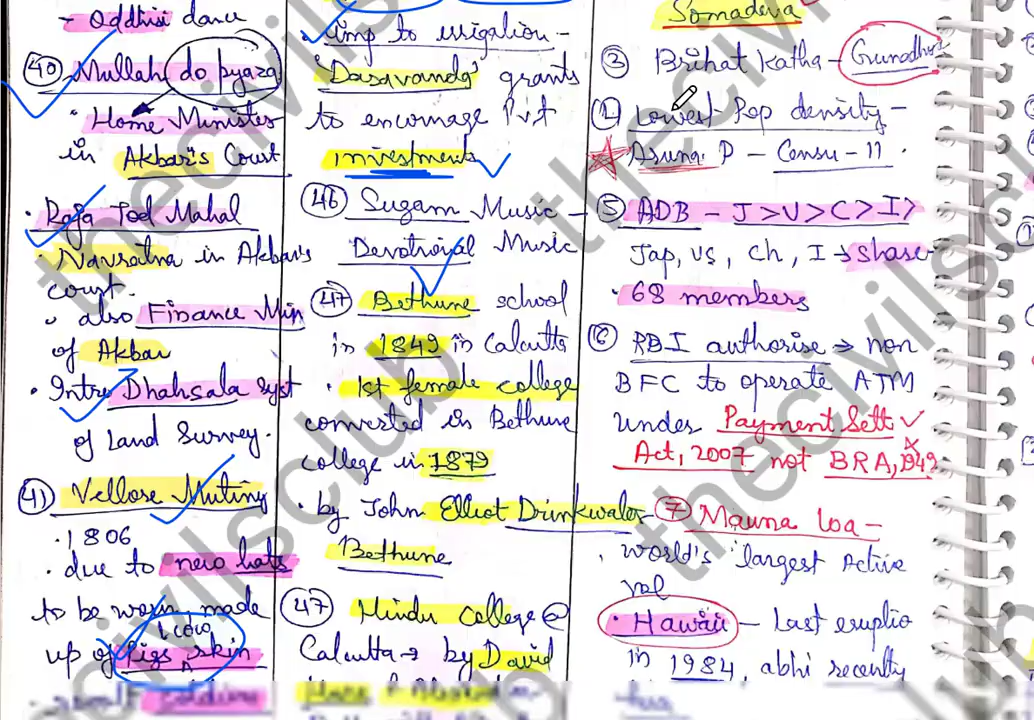 - Oddhisi dance
40 Mullah do pyaza
• Home Minister
in Akbar's Court
• Raja Tod Mahal
• Navratna in Akbar's
court.
also Finance Min
of Akbar
• Intro Dhahsala syst
of Land Survey.
41 Vellore Mutiny
• 1806
• due to new hats
to be worn made
up of Pigs skin
1 cow
imp to irrigation -
'Dasavanda' grants
to encourage Pvt
investments
46 Sugam Music -
Devotional Music
47 Bethune school
in 1849 in Calcutta
• 1st female college
converted in Bethune
college in 1879
• by John Elliot Drinkwater
Bethune
47 Hindu College @
Calcutta → by David
Somadeva
3 Brihat Katha - Gunadhya
4 Lowest Pop density -
Aruna. P - Censu - 11.
5 ADB - J > U > C > I >
Jap, US, Ch, I → share
• 68 members
6 RBI authorise → non
BFC to operate ATM
under Payment Sett
Act, 2007 not BRA, 1949
7 Mauna Loa -
• world's largest Active
vol
• Hawaii - Last eruptio
in 1984, abhi recently
thecivilsclub